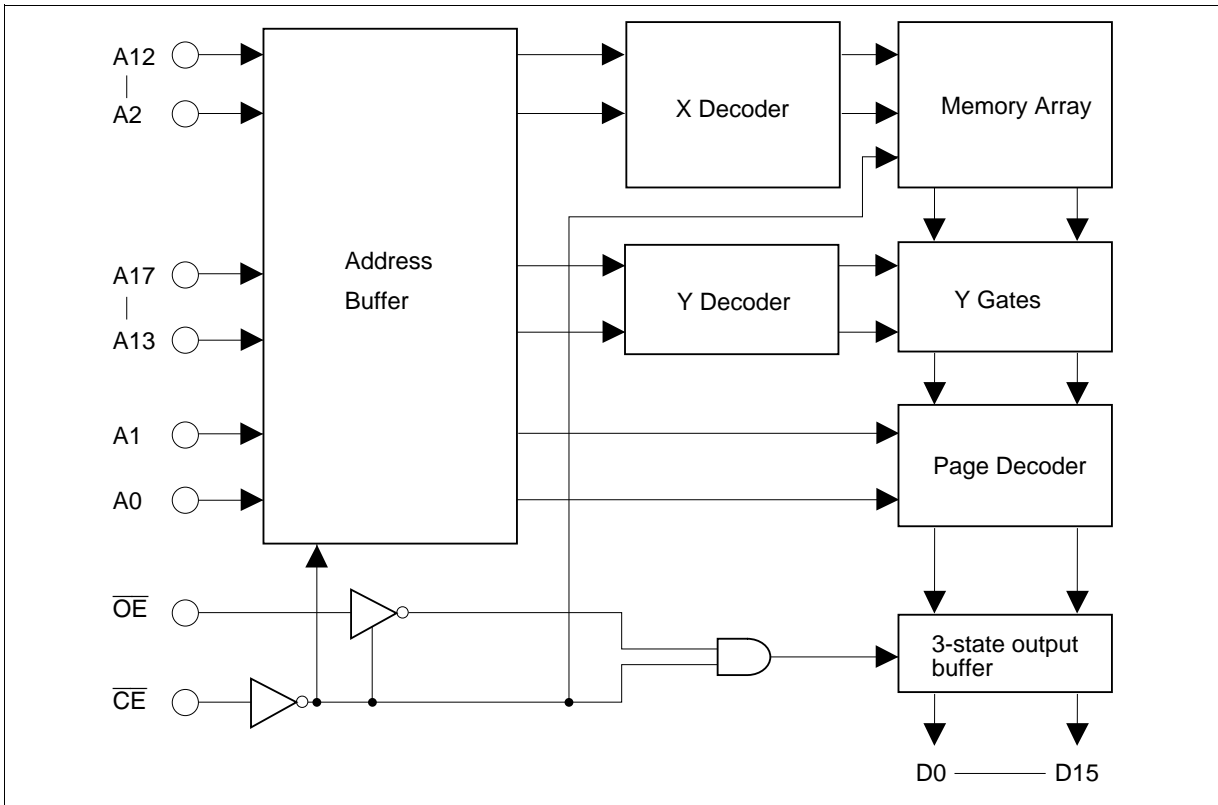 A12
A2
A17
A13
A1
A0
OE
CE
Address
Buffer
X Decoder
Y Decoder
Memory Array
Y Gates
Page Decoder
3-state output
buffer
D0
D15